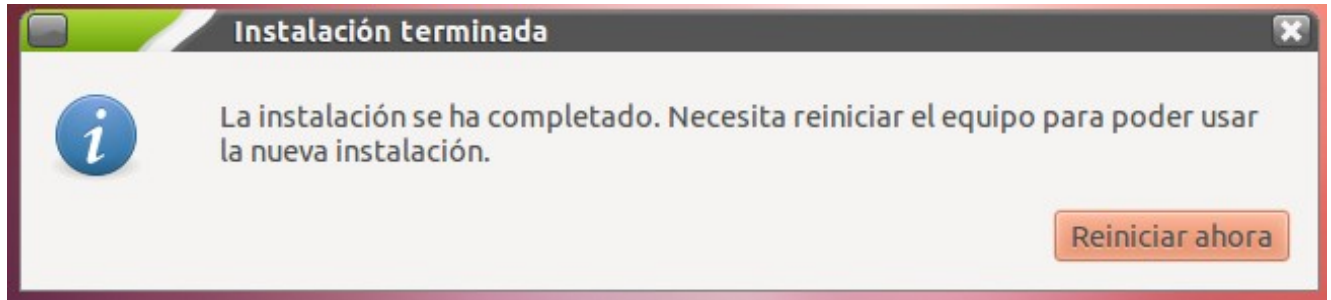 Instalación terminada
La instalación se ha completado. Necesita reiniciar el equipo para poder usar
la nueva instalación.
Reiniciar ahora